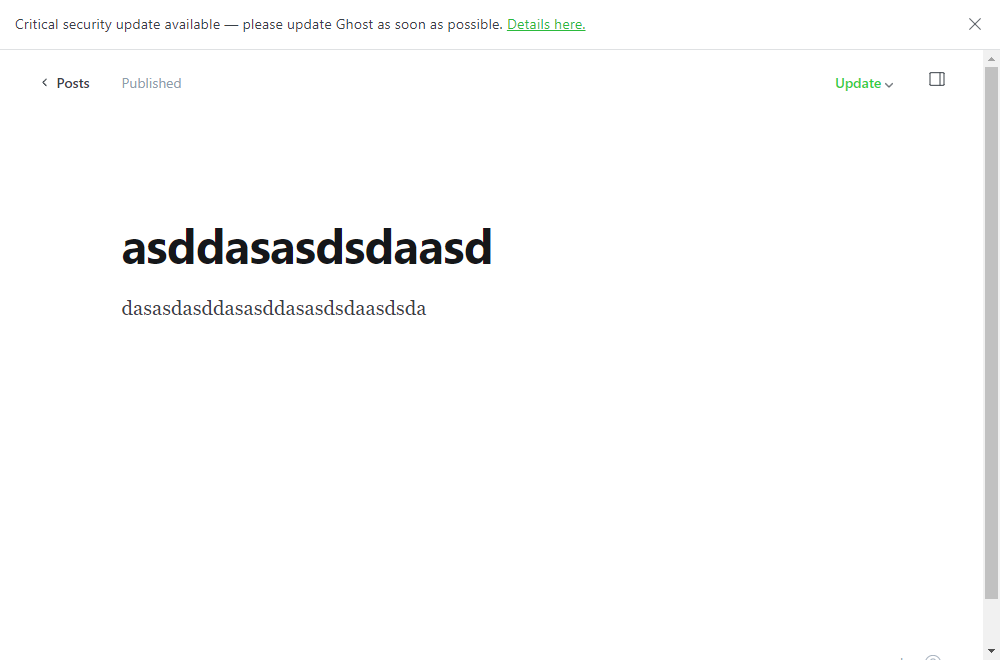 Critical security update available — please update Ghost as soon as possible. Details here.
Posts Published Update
asddasasdsdaasd
dasasdasddasasddasasdsdaasdsda